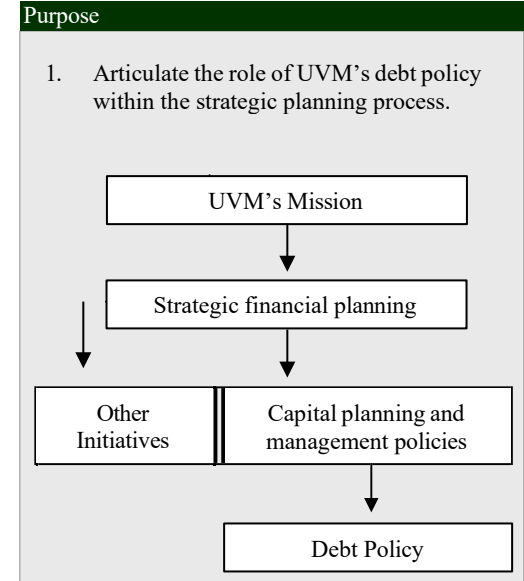 Purpose
1. Articulate the role of UVM's debt policy
within the strategic planning process.
UVM's Mission
Strategic financial planning
Other
Initiatives
Capital planning and
management policies
Debt Policy